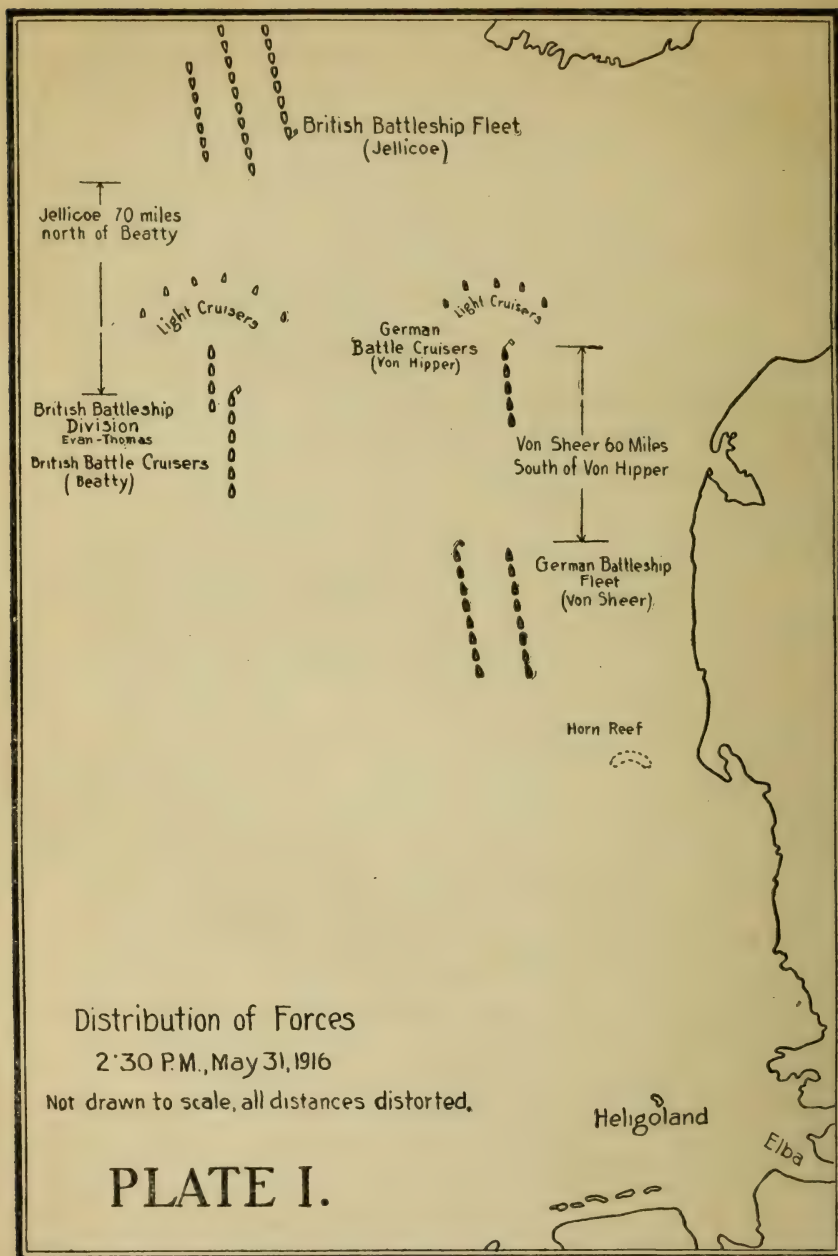 British Battleship Fleet
(Jellicoe)
Jellicoe 70 miles
north of Beatty
Light Cruisers
Light Cruisers
German
Battle Cruisers
(Von Hipper)
British Battleship
Division
Evan-Thomas
British Battle Cruisers
(Beatty)
Von Sheer 60 Miles
South of Von Hipper
German Battleship
Fleet
(Von Sheer)
Horn Reef
Distribution of Forces
2:30 P.M., May 31, 1916
Not drawn to scale, all distances distorted.
Heligoland
Elba
PLATE I.